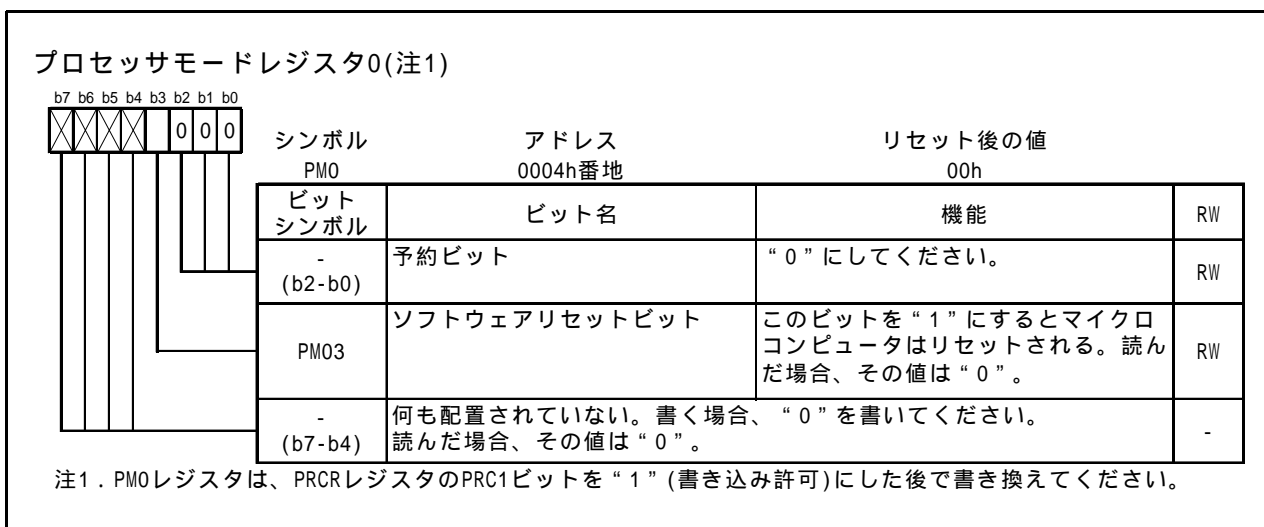 プロセッサモードレジスタ0(注1)
b7 b6 b5 b4 b3 b2 b1 b0
0 0 0
シンボル アドレス リセット後の値
PM0 0004h番地 00h
ビット
シンボル
ビット名 機能 RW
-
(b2-b0)
予約ビット “0”にしてください。 RW
PM03
ソフトウェアリセットビット
このビットを“1”にするとマイクロ
コンピュータはリセットされる。読ん
だ場合、その値は“0”。
RW
-
(b7-b4)
何も配置されていない。書く場合、“0”を書いてください。
読んだ場合、その値は“0”。
-
注1．PM0レジスタは、PRCRレジスタのPRC1ビットを“1”(書き込み許可)にした後で書き換えてください。